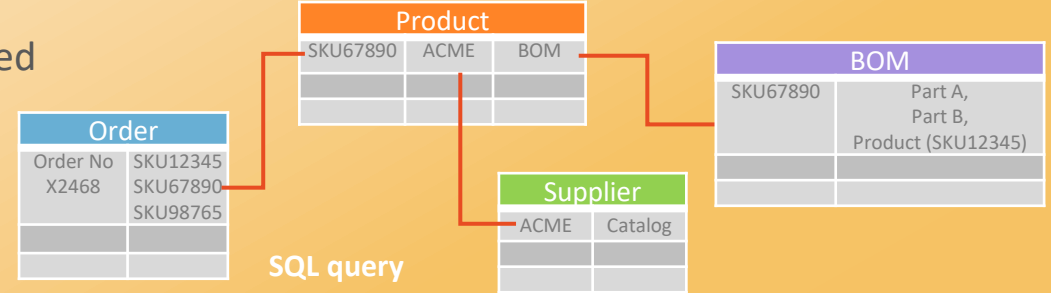 ed
Product
SKU67890 ACME BOM
BOM
SKU67890 Part A,
Part B,
Product (SKU12345)
Order
Order No SKU12345
X2468 SKU67890
SKU98765
Supplier
ACME Catalog
SQL query